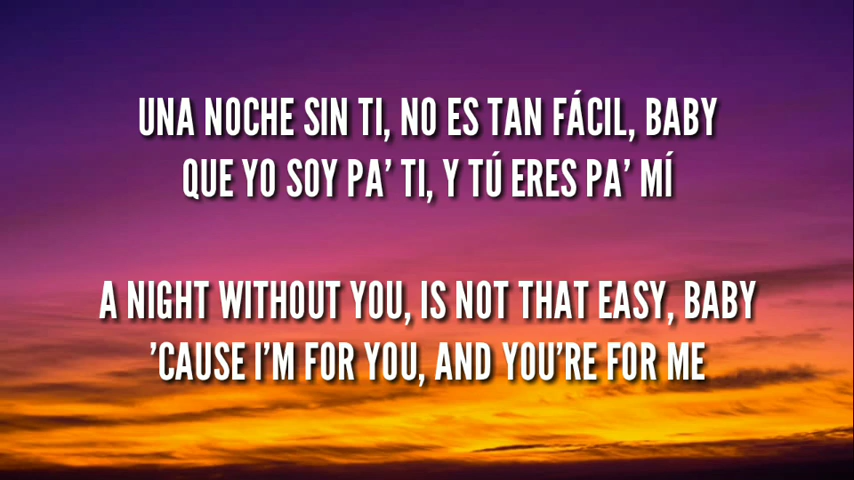 UNA NOCHE SIN TI, NO ES TAN FÁCIL, BABY
QUE YO SOY PA' TI, Y TÚ ERES PA' MÍ
A NIGHT WITHOUT YOU, IS NOT THAT EASY, BABY
'CAUSE I'M FOR YOU, AND YOU'RE FOR ME